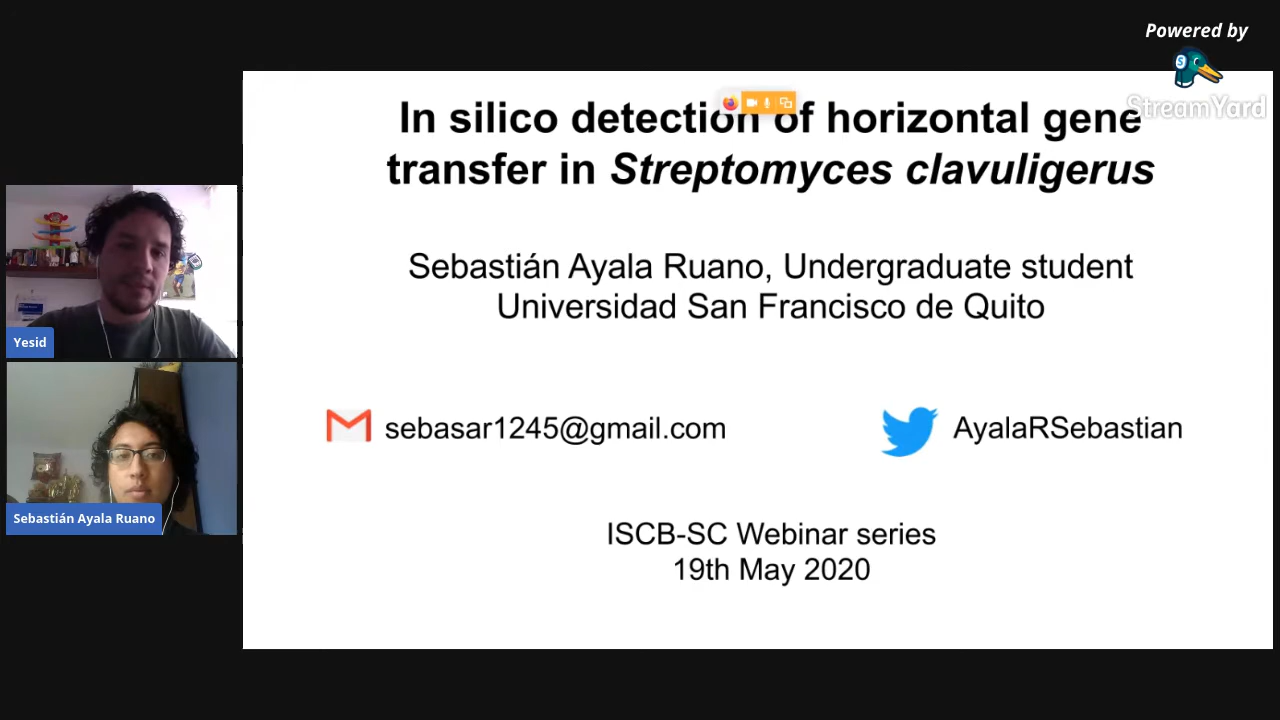 Powered by
StreamYard
In silico detection of horizontal gene
transfer in Streptomyces clavuligerus
Sebastián Ayala Ruano, Undergraduate student
Universidad San Francisco de Quito
sebasar1245@gmail.com
AyalaRSebastian
ISCB-SC Webinar series
19th May 2020
Yesid
Sebastián Ayala Ruano